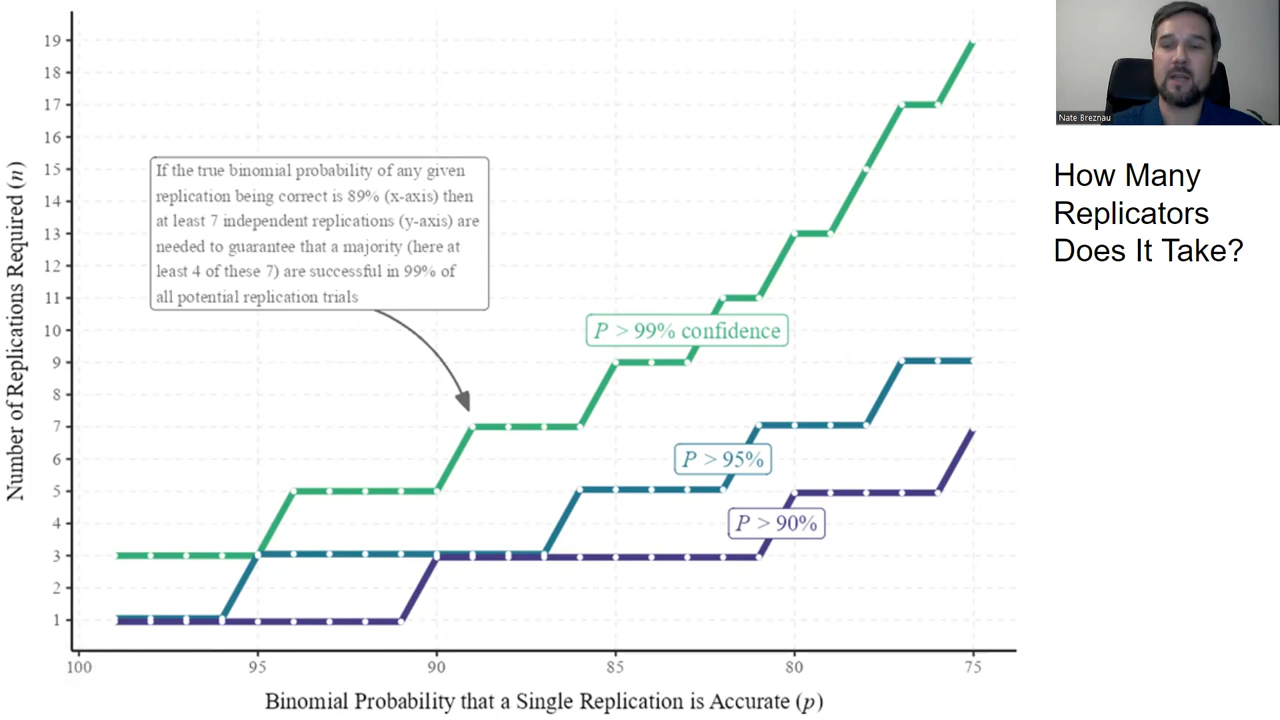 19
18
17
16
15
14
13
12
11
10
9
8
7
6
5
4
3
2
1
Number of Replications Required (n)
If the true binomial probability of any given
replication being correct is 89% (x-axis) then
at least 7 independent replications (y-axis) are
needed to guarantee that a majority (here at
least 4 of these 7) are successful in 99% of
all potential replication trials
P > 99% confidence
P > 95%
P > 90%
100 95 90 85 80 75
Binomial Probability that a Single Replication is Accurate (p)
Nate Breznau
How Many
Replicators
Does It Take?